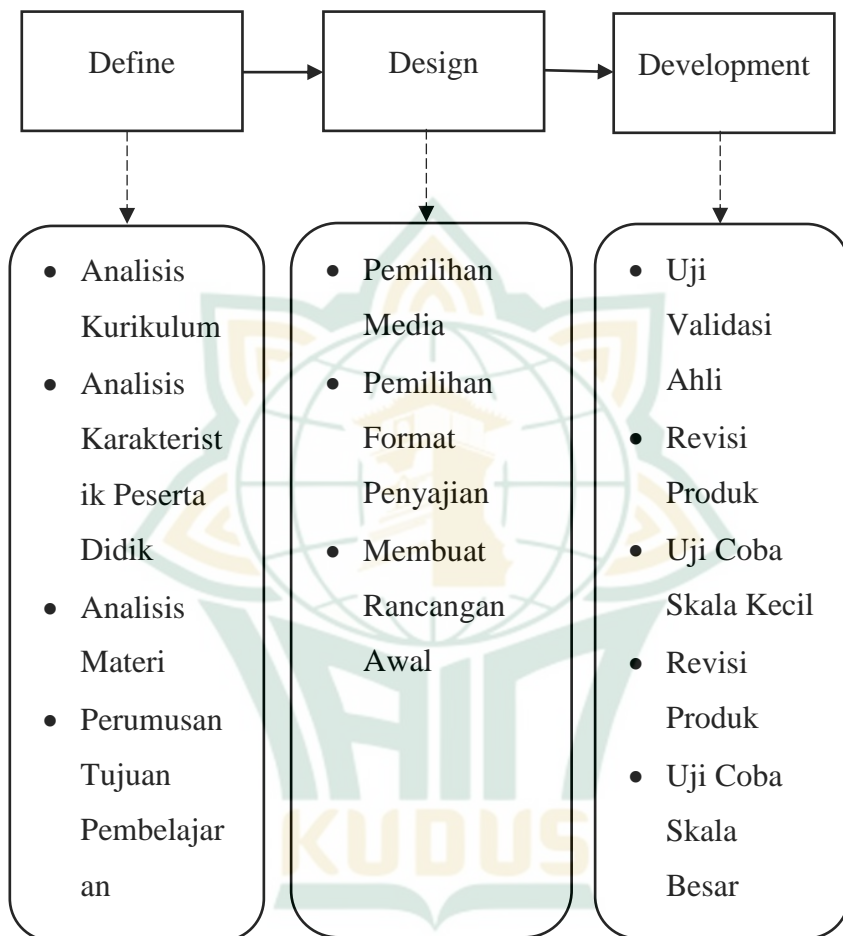 Define
Design
Development
• Analisis
Kurikulum
• Analisis
Karakterist
ik Peserta
Didik
• Analisis
Materi
• Perumusan
Tujuan
Pembelajar
an
• Pemilihan
Media
• Pemilihan
Format
Penyajian
• Membuat
Rancangan
Awal
• Uji
Validasi
Ahli
• Revisi
Produk
• Uji Coba
Skala Kecil
• Revisi
Produk
• Uji Coba
Skala
Besar
IAIN
KUDUS